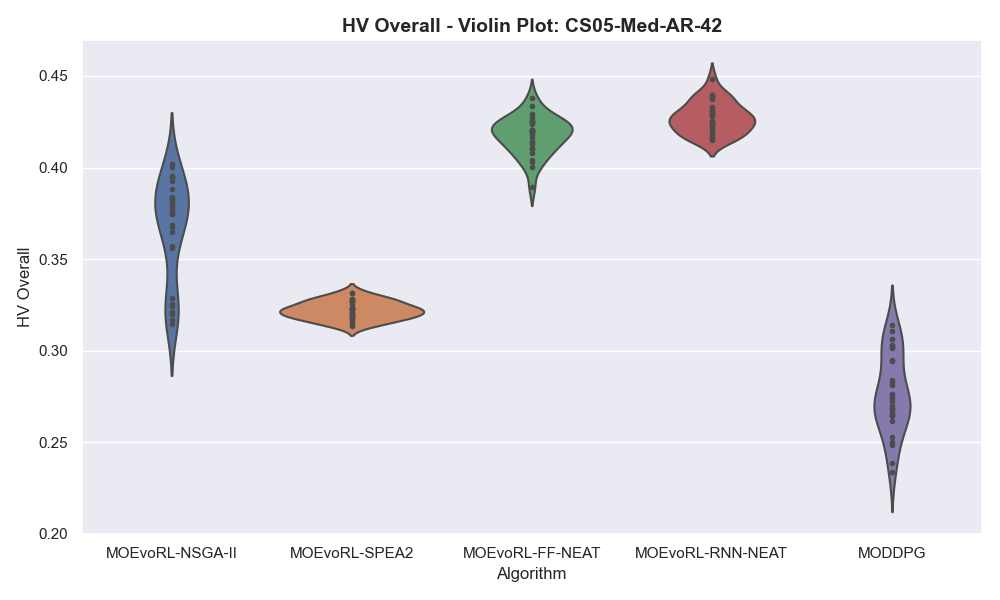 HV Overall - Violin Plot: CS05-Med-AR-42
HV Overall
0.45
0.40
0.35
0.30
0.25
0.20
MOEvoRL-NSGA-II MOEvoRL-SPEA2 MOEvoRL-FF-NEAT MOEvoRL-RNN-NEAT MODDPG
Algorithm